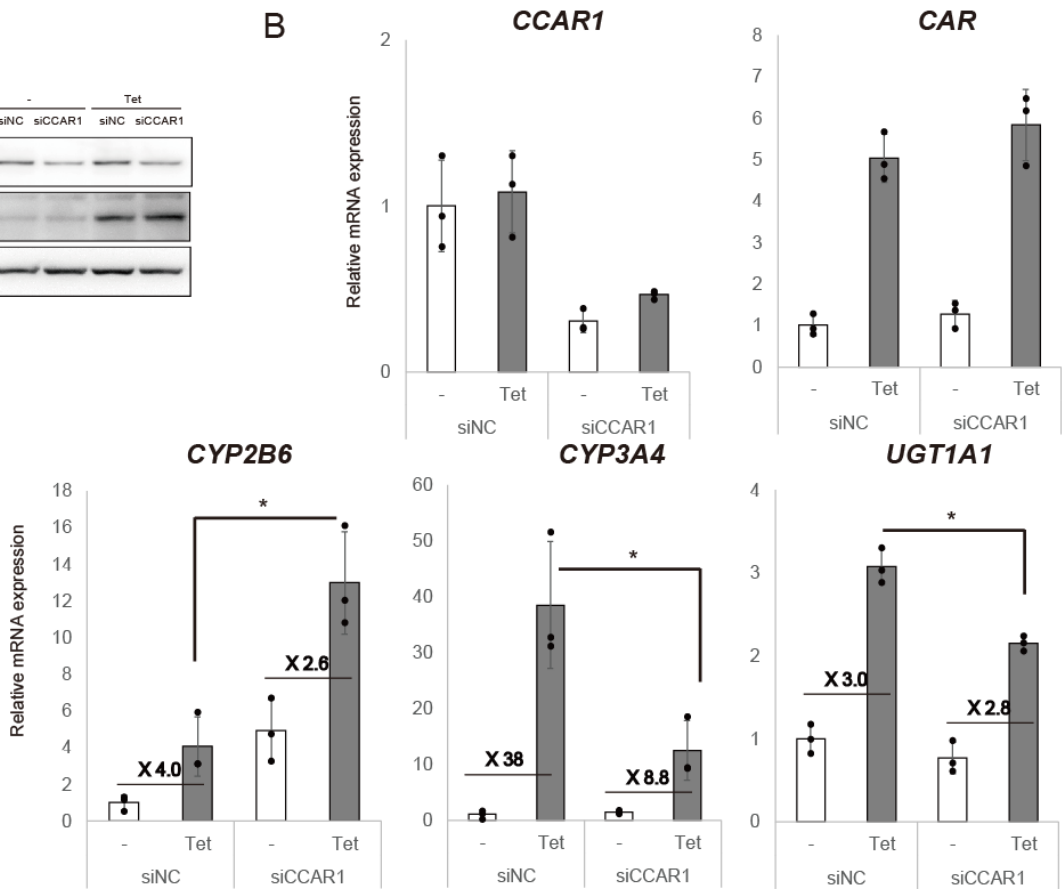 B
CCAR1
CAR
- Tet
siNC siCCAR1 siNC siCCAR1
Relative mRNA expression
2
1
0
- Tet - Tet
siNC siCCAR1
8
7
6
5
4
3
2
1
0
- Tet - Tet
siNC siCCAR1
CYP2B6
Relative mRNA expression
18
16
14
12
10
8
6
4
2
0
*
X 4.0
X 2.6
- Tet - Tet
siNC siCCAR1
CYP3A4
60
50
40
30
20
10
0
*
X 38
X 8.8
- Tet - Tet
siNC siCCAR1
UGT1A1
4
3
2
1
0
*
X 3.0
X 2.8
- Tet - Tet
siNC siCCAR1